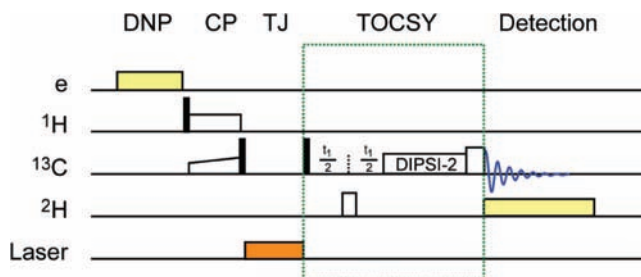 DNP CP TJ TOCSY Detection
e
¹H
¹³C t₁/2 t₁/2 DIPSI-2
²H
Laser